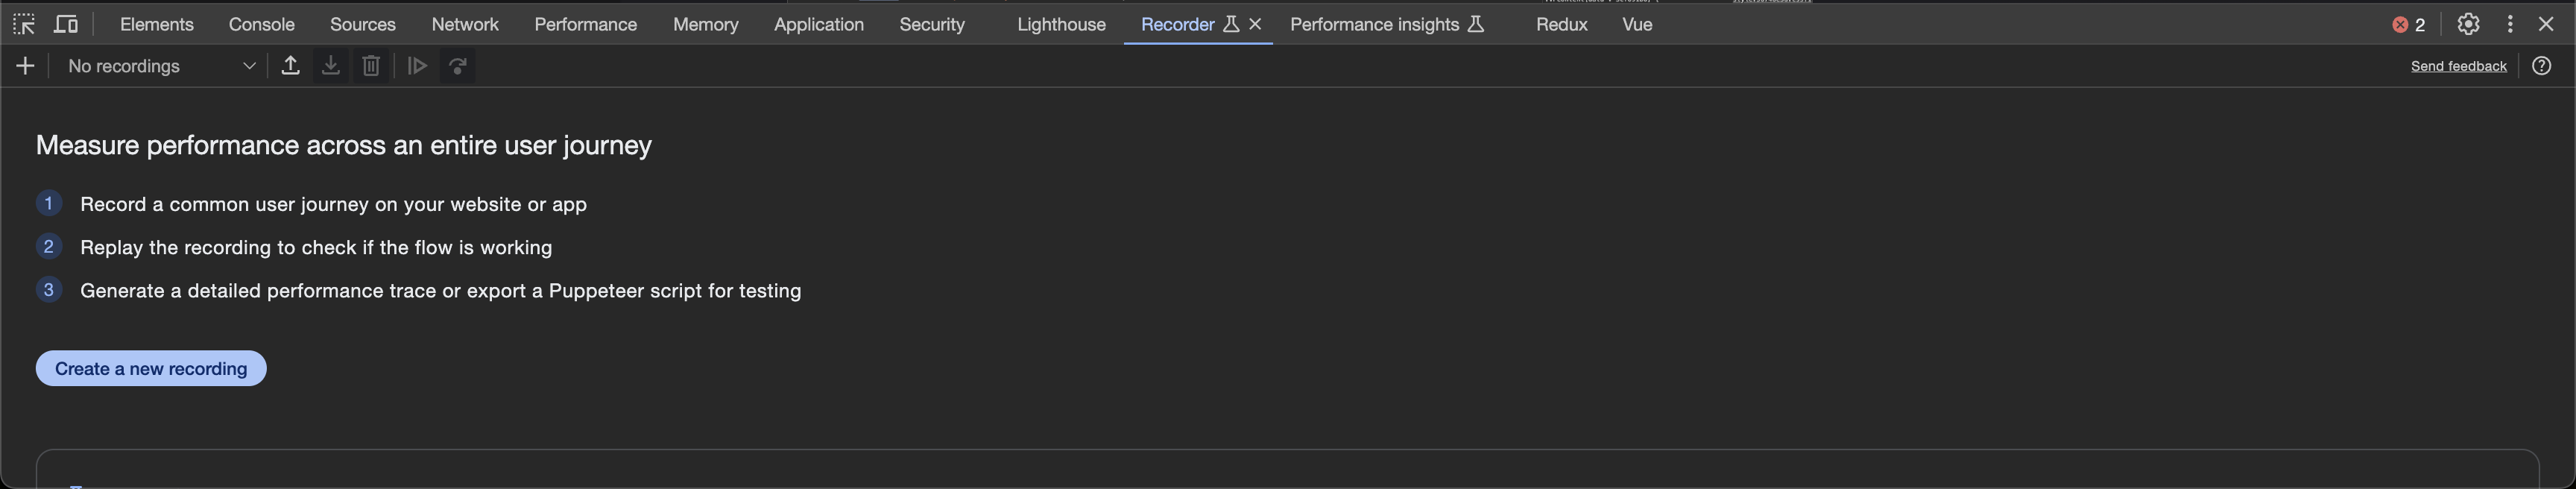 Elements Console Sources Network Performance Memory Application Security Lighthouse Recorder Performance insights Redux Vue 2
No recordings Send feedback
Measure performance across an entire user journey
1 Record a common user journey on your website or app
2 Replay the recording to check if the flow is working
3 Generate a detailed performance trace or export a Puppeteer script for testing
Create a new recording